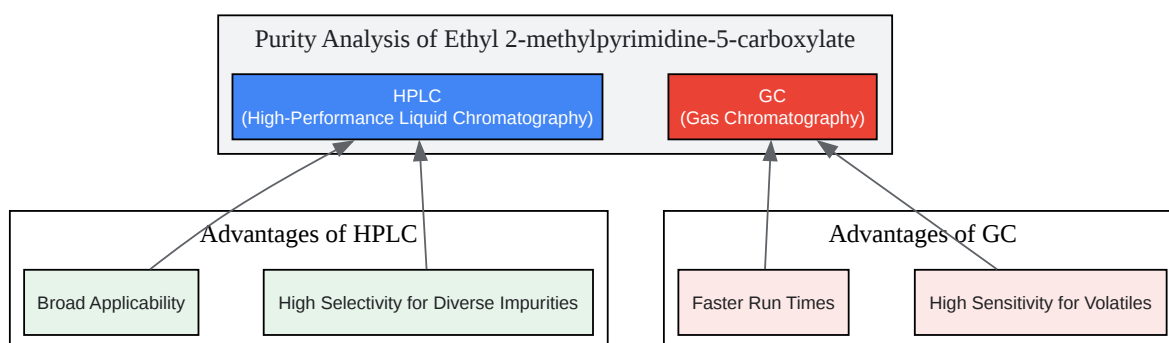 Purity Analysis of Ethyl 2-methylpyrimidine-5-carboxylate
HPLC
(High-Performance Liquid Chromatography)
GC
(Gas Chromatography)
Advantages of HPLC
Advantages of GC
Broad Applicability
High Selectivity for Diverse Impurities
Faster Run Times
High Sensitivity for Volatiles